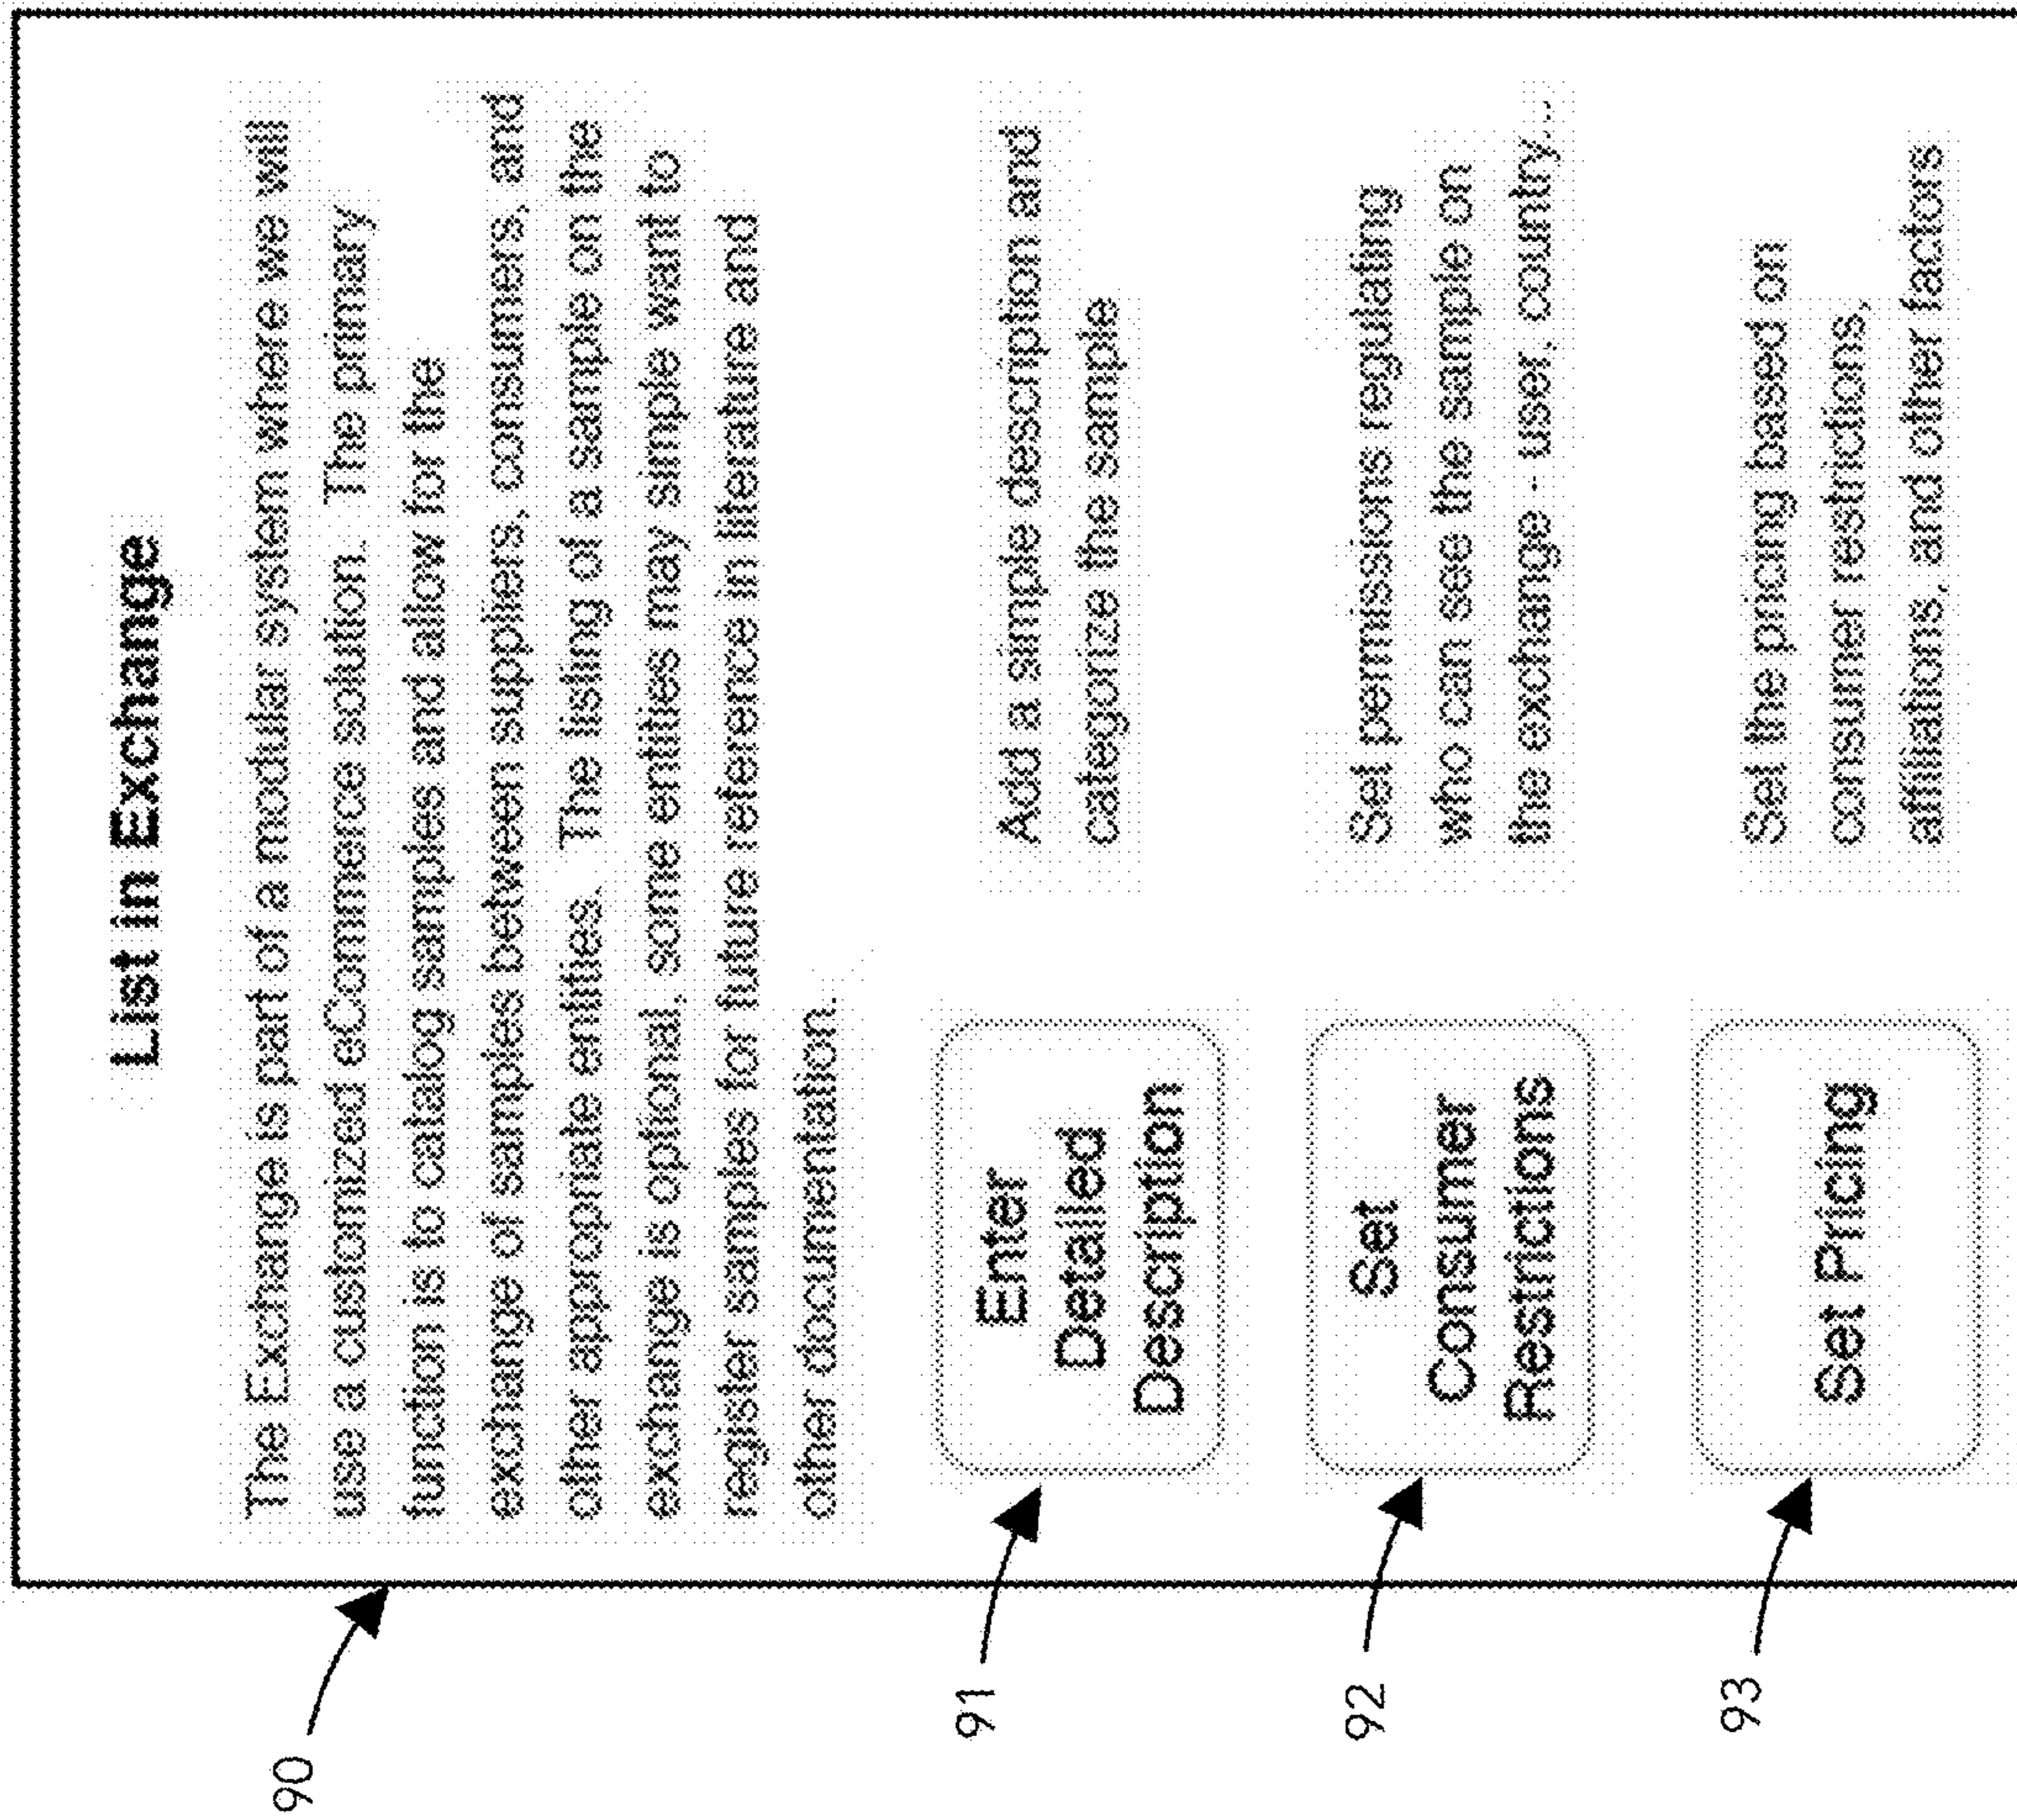 List in Exchange
The Exchange is part of a modular system where we will
use a customized eCommerce solution. The primary
function is to catalog samples and allow for the
exchange of samples between suppliers, consumers, and
other appropriate entities. The listing of a sample on the
exchange is optional, some entities may simple want to
register samples for future reference in literature and
other documentation.
90
Enter
Detailed
Description
Add a simple description and
categorize the sample
91
Set
Consumer
Restrictions
Set permissions regulating
who can see the sample on
the exchange - user, country...
92
Set Pricing
Set the pricing based on
consumer restrictions,
affiliations, and other factors
93